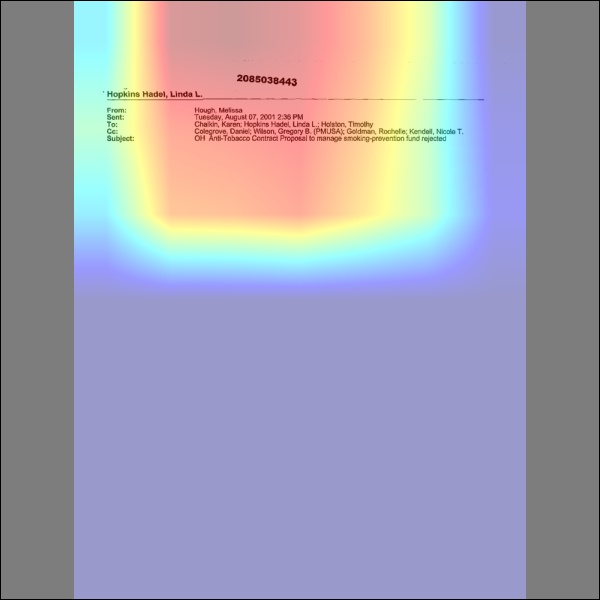 2085038443
Hopkins Hadel, Linda L.
From: Hough, Melissa
Sent: Tuesday, August 07, 2001 2:36 PM
To: Chaikin, Karen; Hopkins Hadel, Linda L.; Holston, Timothy
Cc: Colegrove, Daniel; Wilson, Gregory B. (PMUSA); Goldman, Rochelle; Kendell, Nicole T.
Subject: OH Anti-Tobacco Contract Proposal to manage smoking-prevention fund rejected